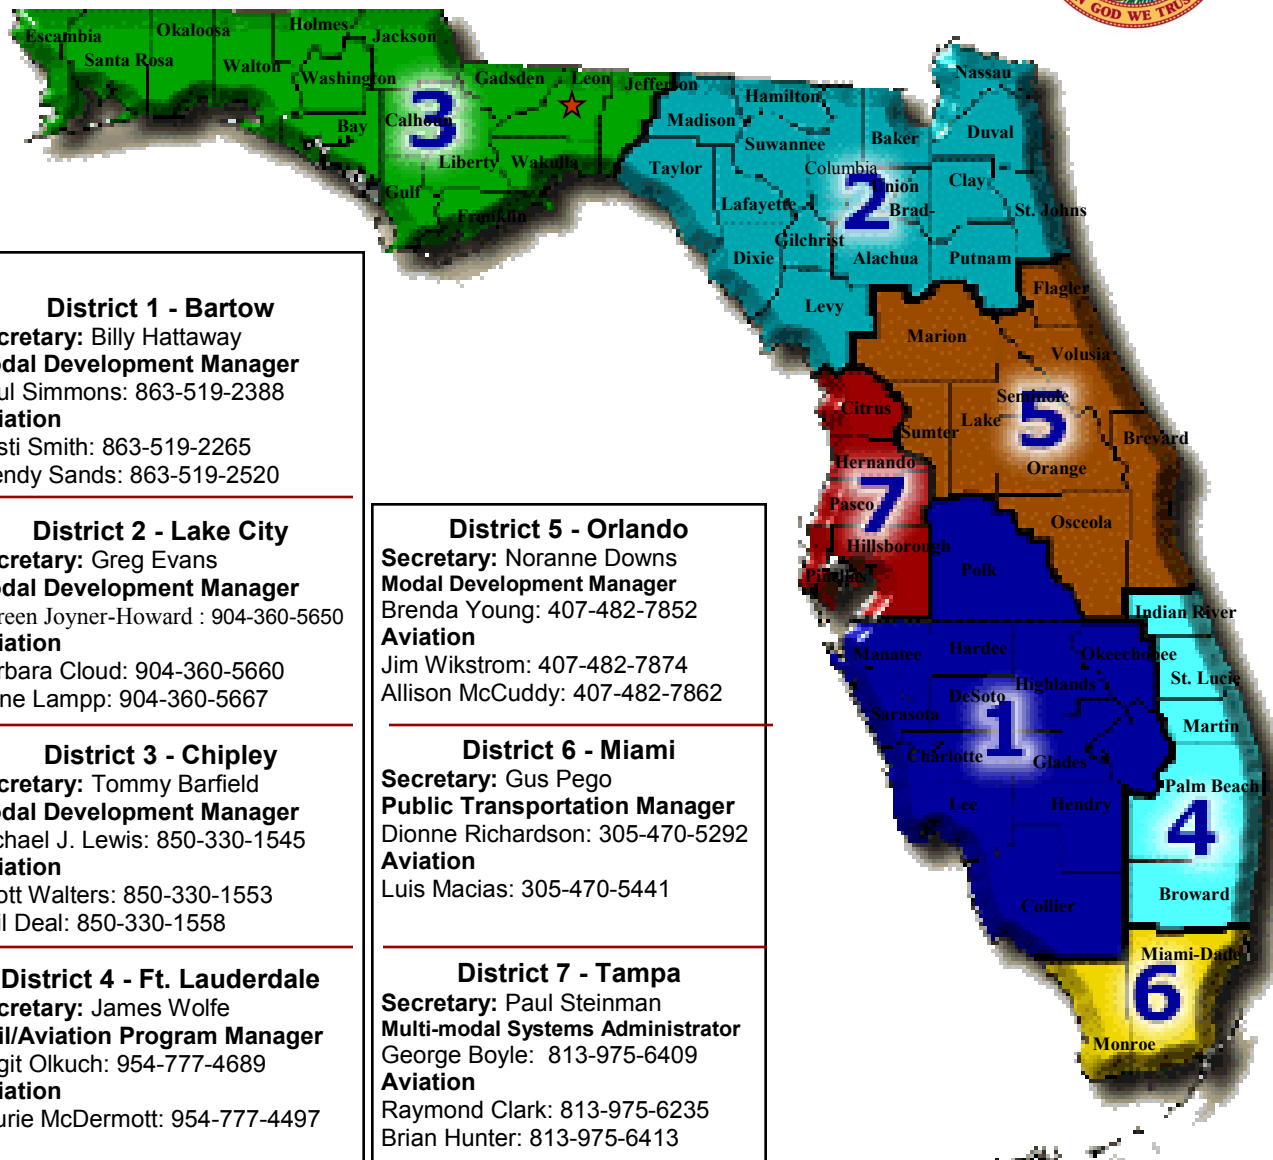 N GOD WE TRUS
Escambia
Okaloosa
Holmes
Jackson
Santa Rosa
Walton
Washington
Gadsden
Leon
Jefferson
Bay
Calhoun
3
Liberty
Wakulla
Gulf
Franklin
Nassau
Hamilton
Madison
Baker
Duval
Suwannee
Columbia
Taylor
Union
Clay
2
Lafayette
Brad-
St. Johns
Gilchrist
Dixie
Alachua
Putnam
Levy
Flagler
Marion
Volusia
Seminole
Citrus
Lake
5
Sumter
Brevard
Hernando
Orange
Pasco
7
Osceola
Hillsborough
Pinellas
Polk
Indian River
Manatee
Hardee
Okeechobee
St. Lucie
Highlands
DeSoto
Sarasota
Martin
1
Charlotte
Glades
Palm Beach
Lee
Hendry
4
Broward
Collier
Miami-Dade
6
Monroe
District 1 - Bartow
cretary: Billy Hattaway
odal Development Manager
ul Simmons: 863-519-2388
iation
isti Smith: 863-519-2265
endy Sands: 863-519-2520
District 2 - Lake City
cretary: Greg Evans
odal Development Manager
reen Joyner-Howard : 904-360-5650
iation
rbara Cloud: 904-360-5660
ne Lampp: 904-360-5667
District 3 - Chipley
cretary: Tommy Barfield
odal Development Manager
chael J. Lewis: 850-330-1545
iation
ott Walters: 850-330-1553
il Deal: 850-330-1558
District 4 - Ft. Lauderdale
cretary: James Wolfe
il/Aviation Program Manager
git Olkuch: 954-777-4689
iation
urie McDermott: 954-777-4497
District 5 - Orlando
Secretary: Noranne Downs
Modal Development Manager
Brenda Young: 407-482-7852
Aviation
Jim Wikstrom: 407-482-7874
Allison McCuddy: 407-482-7862
District 6 - Miami
Secretary: Gus Pego
Public Transportation Manager
Dionne Richardson: 305-470-5292
Aviation
Luis Macias: 305-470-5441
District 7 - Tampa
Secretary: Paul Steinman
Multi-modal Systems Administrator
George Boyle: 813-975-6409
Aviation
Raymond Clark: 813-975-6235
Brian Hunter: 813-975-6413